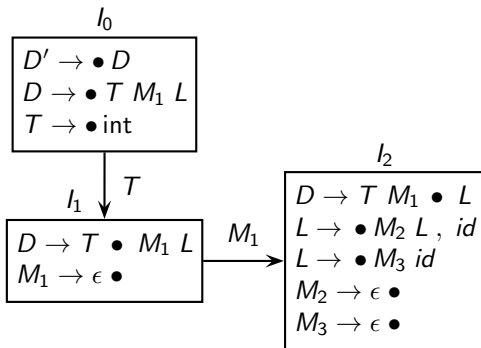 I₀
D′ → • D
D → • T M₁ L
T → • int
T
I₁
D → T • M₁ L
M₁ → ϵ •
M₁
I₂
D → T M₁ • L
L → • M₂ L , id
L → • M₃ id
M₂ → ϵ •
M₃ → ϵ •